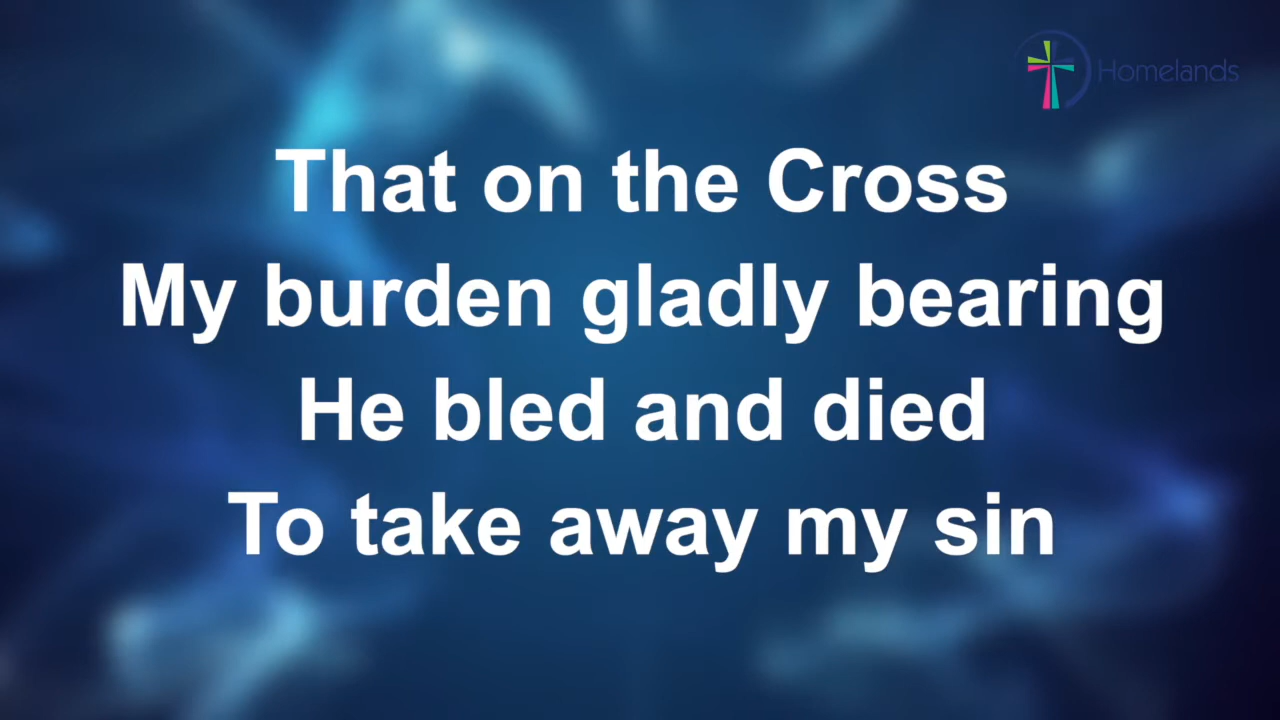 Homelands
That on the Cross
My burden gladly bearing
He bled and died
To take away my sin